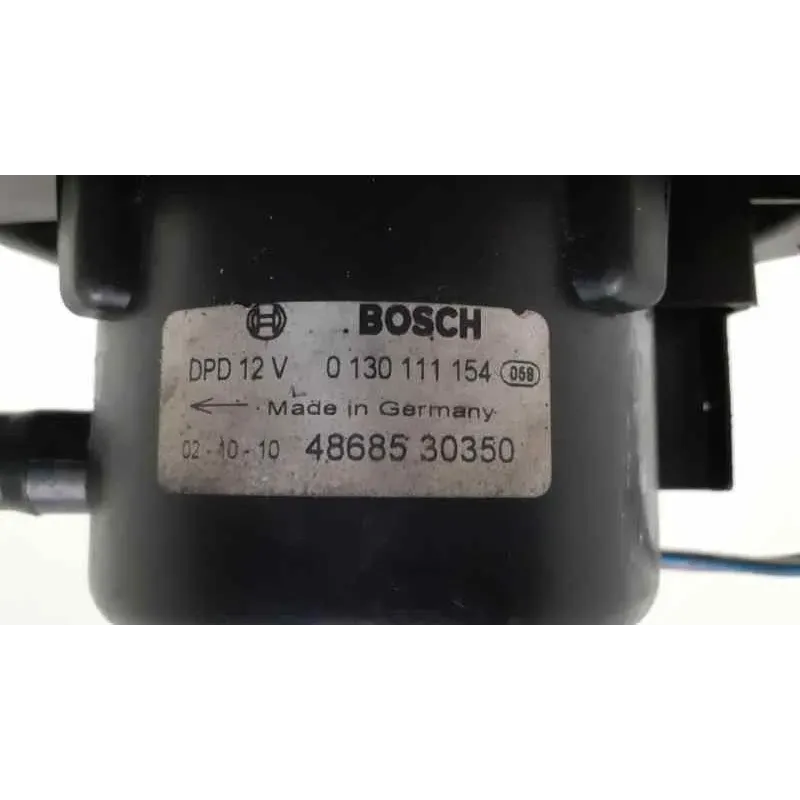 BOSCH
DPD 12 V 0 130 111 154 058
← Made in Germany
02-10-10 48685 30350